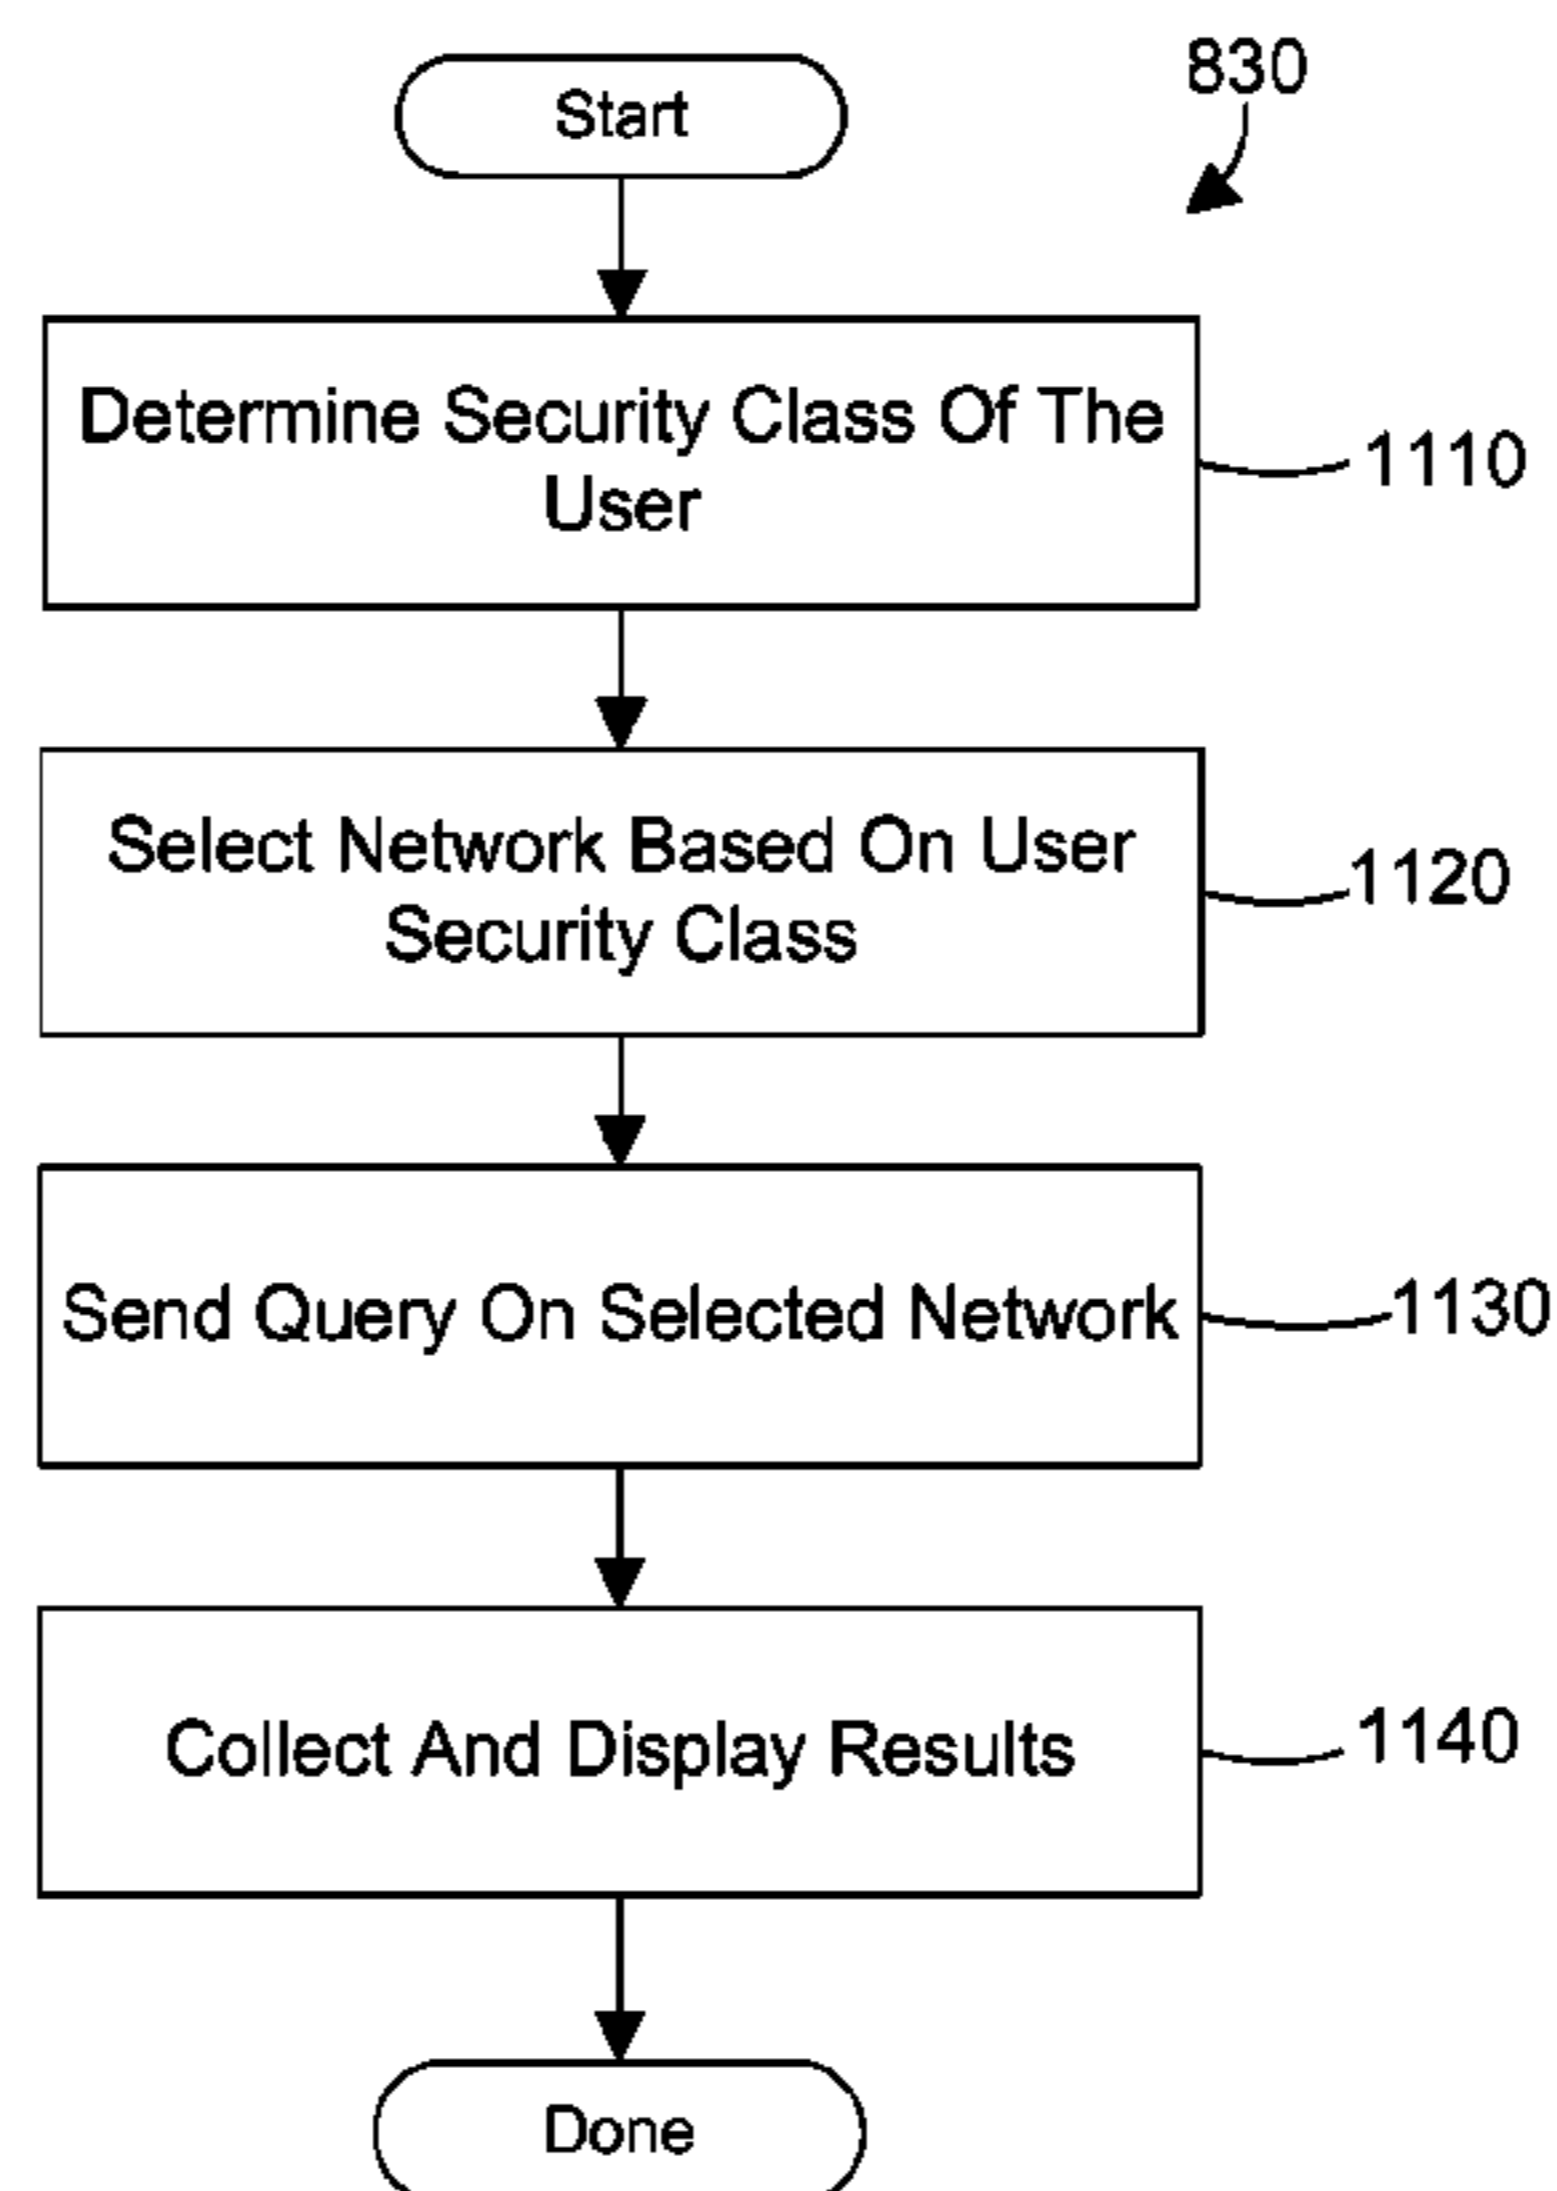 Start
830
Determine Security Class Of The
User
1110
Select Network Based On User
Security Class
1120
Send Query On Selected Network
1130
Collect And Display Results
1140
Done